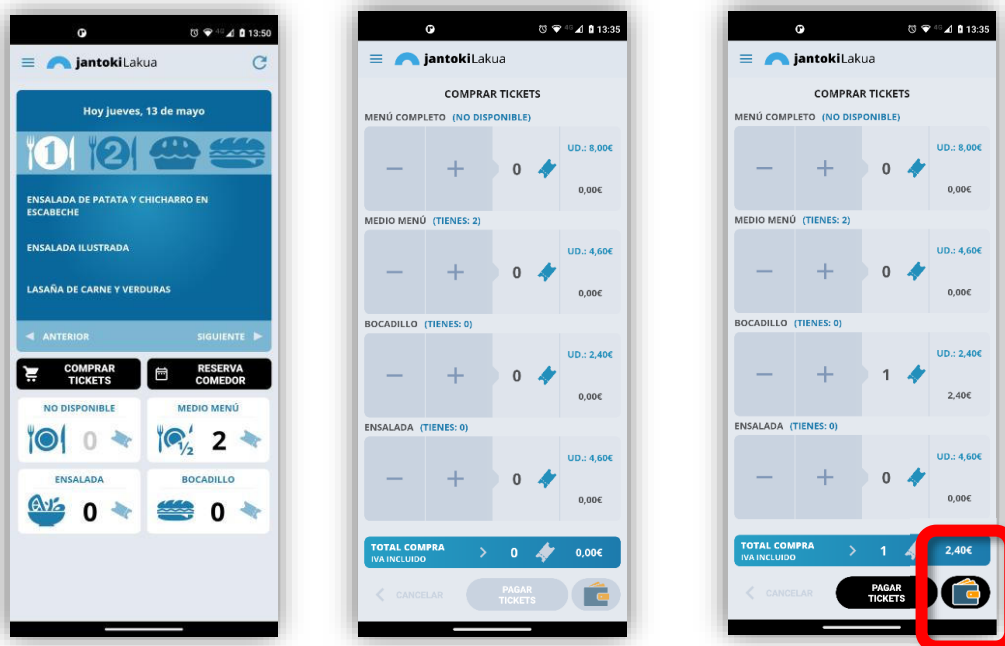 13:50
jantokiLakua
Hoy jueves, 13 de mayo
1 2
ENSALADA DE PATATA Y CHICHARRO EN
ESCABECHE
ENSALADA ILUSTRADA
LASAÑA DE CARNE Y VERDURAS
ANTERIOR SIGUIENTE
COMPRAR
TICKETS
RESERVA
COMEDOR
NO DISPONIBLE
0
MEDIO MENÚ
1/2 2
ENSALADA
0
BOCADILLO
0
4G 13:35
jantokiLakua
COMPRAR TICKETS
MENÚ COMPLETO (NO DISPONIBLE)
UD.: 8,00€
− + 0
0,00€
MEDIO MENÚ (TIENES: 2)
UD.: 4,60€
− + 0
0,00€
BOCADILLO (TIENES: 0)
UD.: 2,40€
− + 0
0,00€
ENSALADA (TIENES: 0)
UD.: 4,60€
− + 0
0,00€
TOTAL COMPRA > 0 0,00€
IVA INCLUIDO
CANCELAR
PAGAR
TICKETS
4G 13:35
jantokiLakua
COMPRAR TICKETS
MENÚ COMPLETO (NO DISPONIBLE)
UD.: 8,00€
− + 0
0,00€
MEDIO MENÚ (TIENES: 2)
UD.: 4,60€
− + 0
0,00€
BOCADILLO (TIENES: 0)
UD.: 2,40€
− + 1
2,40€
ENSALADA (TIENES: 0)
UD.: 4,60€
− + 0
0,00€
TOTAL COMPRA > 1 2,40€
IVA INCLUIDO
CANCELAR
PAGAR
TICKETS